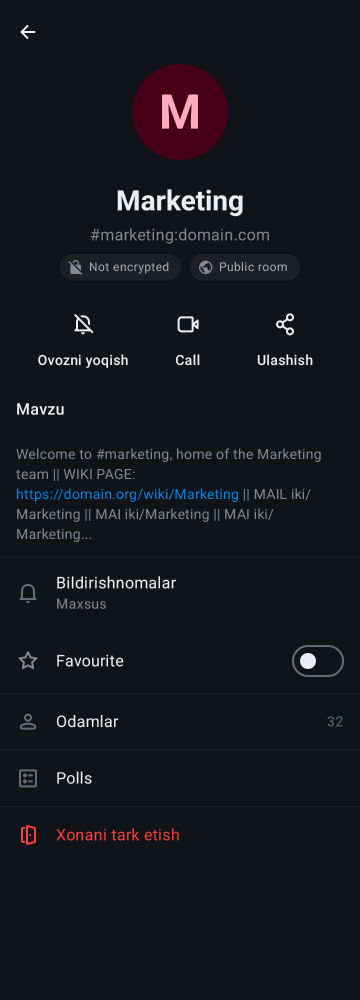 M
Marketing
#marketing:domain.com
Not encrypted
Public room
Ovozni yoqish
Call
Ulashish
Mavzu
Welcome to #marketing, home of the Marketing
team || WIKI PAGE:
https://domain.org/wiki/Marketing || MAIL iki/
Marketing || MAI iki/Marketing || MAI iki/
Marketing...
Bildirishnomalar
Maxsus
Favourite
Odamlar
32
Polls
Xonani tark etish